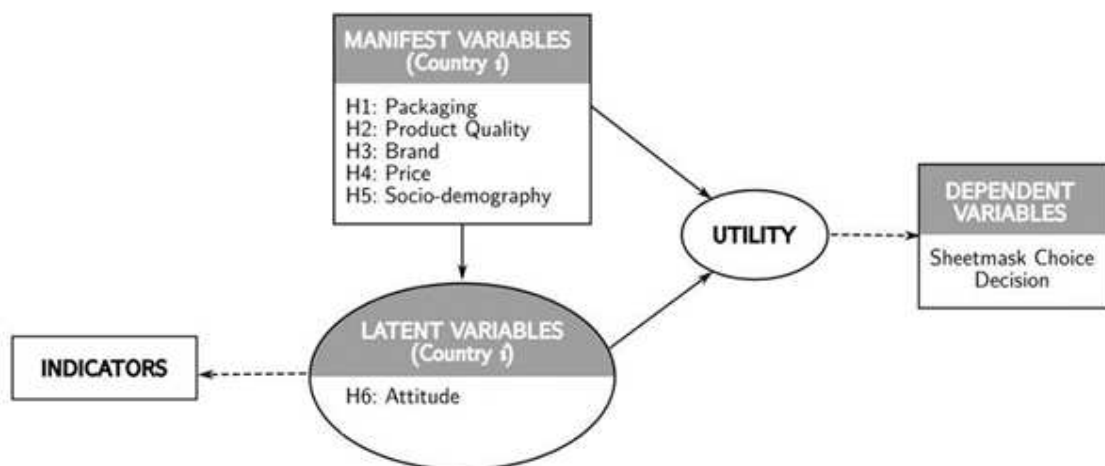 MANIFEST VARIABLES
(Country i)
H1: Packaging
H2: Product Quality
H3: Brand
H4: Price
H5: Socio-demography
UTILITY
DEPENDENT
VARIABLES
Sheetmask Choice
Decision
LATENT VARIABLES
(Country i)
H6: Attitude
INDICATORS